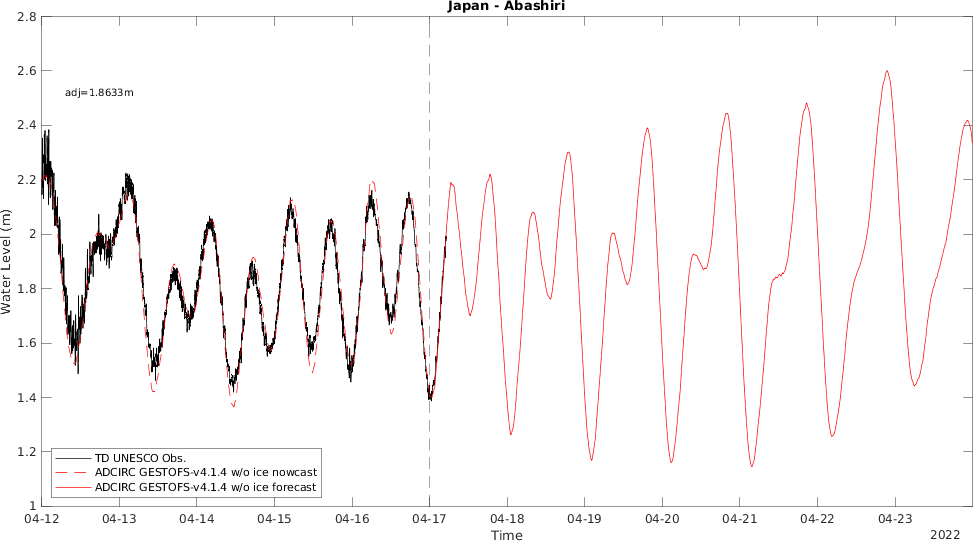 Japan - Abashiri
2.8
2.6
2.4
2.2
2
1.8
1.6
1.4
1.2
1
Water Level (m)
adj=1.8633m
TD UNESCO Obs.
ADCIRC GESTOFS-v4.1.4 w/o ice nowcast
ADCIRC GESTOFS-v4.1.4 w/o ice forecast
04-12 04-13 04-14 04-15 04-16 04-17 04-18 04-19 04-20 04-21 04-22 04-23
Time
2022